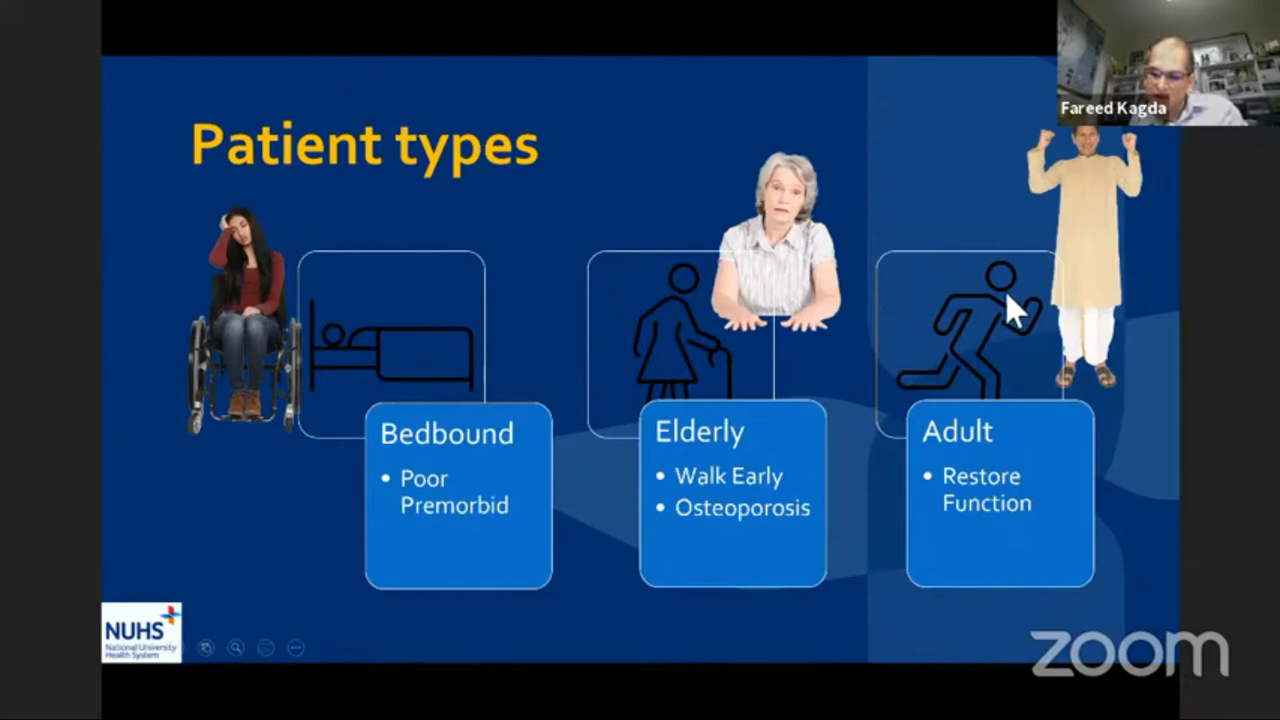 Fareed Kagda
Patient types
Bedbound
• Poor
Premorbid
Elderly
• Walk Early
• Osteoporosis
Adult
• Restore
Function
NUHS
National University
Health System
zoom